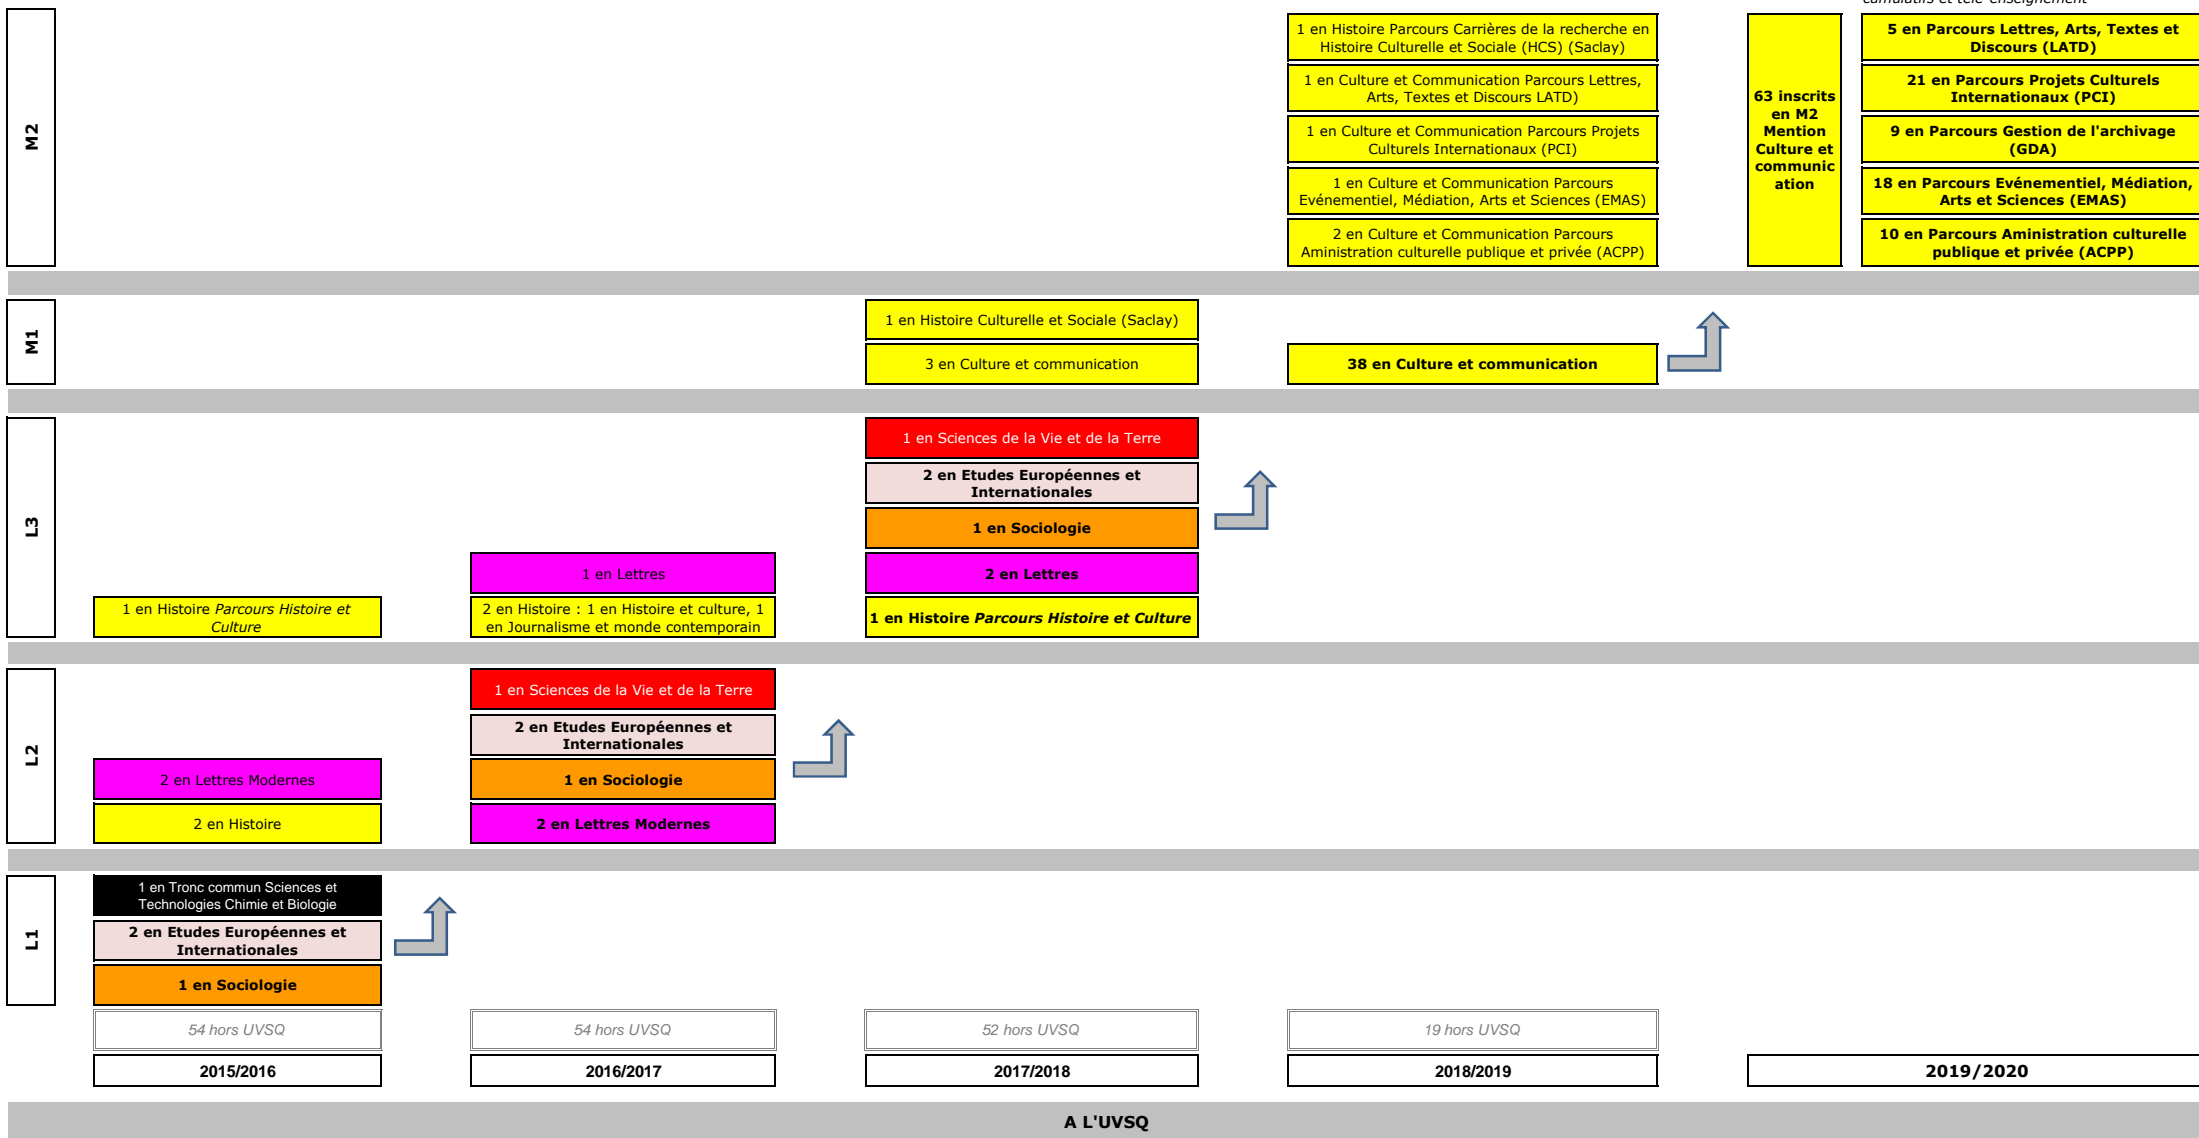 cumulatifs et télé-enseignement
M2
1 en Histoire Parcours Carrières de la recherche en
Histoire Culturelle et Sociale (HCS) (Saclay)
1 en Culture et Communication Parcours Lettres,
Arts, Textes et Discours LATD)
1 en Culture et Communication Parcours Projets
Culturels Internationaux (PCI)
1 en Culture et Communication Parcours
Evénementiel, Médiation, Arts et Sciences (EMAS)
2 en Culture et Communication Parcours
Aministration culturelle publique et privée (ACPP)
63 inscrits
en M2
Mention
Culture et
communic
ation
5 en Parcours Lettres, Arts, Textes et
Discours (LATD)
21 en Parcours Projets Culturels
Internationaux (PCI)
9 en Parcours Gestion de l'archivage
(GDA)
18 en Parcours Evénementiel, Médiation,
Arts et Sciences (EMAS)
10 en Parcours Aministration culturelle
publique et privée (ACPP)
M1
1 en Histoire Culturelle et Sociale (Saclay)
3 en Culture et communication
38 en Culture et communication
L3
1 en Histoire Parcours Histoire et
Culture
1 en Lettres
2 en Histoire : 1 en Histoire et culture, 1
en Journalisme et monde contemporain
1 en Sciences de la Vie et de la Terre
2 en Etudes Européennes et
Internationales
1 en Sociologie
2 en Lettres
1 en Histoire Parcours Histoire et Culture
L2
2 en Lettres Modernes
2 en Histoire
1 en Sciences de la Vie et de la Terre
2 en Etudes Européennes et
Internationales
1 en Sociologie
2 en Lettres Modernes
L1
1 en Tronc commun Sciences et
Technologies Chimie et Biologie
2 en Etudes Européennes et
Internationales
1 en Sociologie
54 hors UVSQ
54 hors UVSQ
52 hors UVSQ
19 hors UVSQ
2015/2016
2016/2017
2017/2018
2018/2019
2019/2020
A L'UVSQ